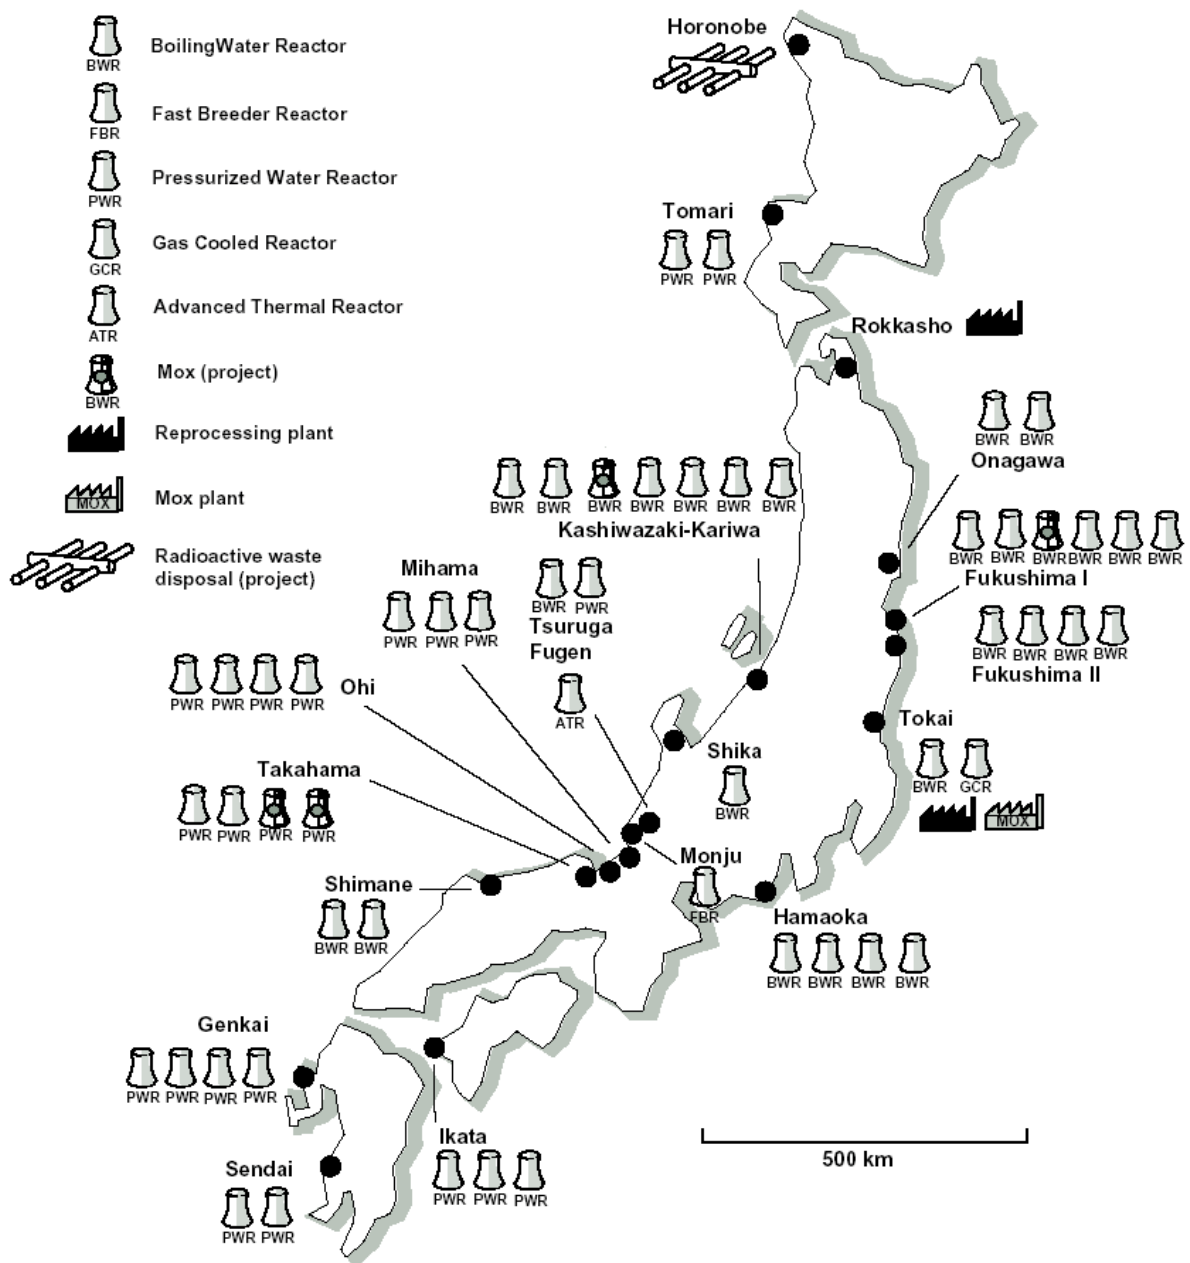 BoilingWater Reactor
BWR
Fast Breeder Reactor
FBR
Pressurized Water Reactor
PWR
Gas Cooled Reactor
GCR
Advanced Thermal Reactor
ATR
Mox (project)
BWR
Reprocessing plant
MOX
Mox plant
Radioactive waste
disposal (project)
Horonobe
Tomari
PWR PWR
Rokkasho
BWR BWR
Onagawa
BWR BWR BWR BWR BWR BWR BWR
Kashiwazaki-Kariwa
BWR BWR BWR BWR BWR BWR
Fukushima I
BWR BWR BWR BWR
Fukushima II
Mihama
PWR PWR PWR
BWR PWR
Tsuruga
Fugen
ATR
PWR PWR PWR PWR
Ohi
Tokai
BWR GCR
MOX
Shika
BWR
Takahama
PWR PWR PWR PWR
Monju
FBR
Shimane
BWR BWR
Hamaoka
BWR BWR BWR BWR
Genkai
PWR PWR PWR PWR
Ikata
PWR PWR PWR
Sendai
PWR PWR
500 km